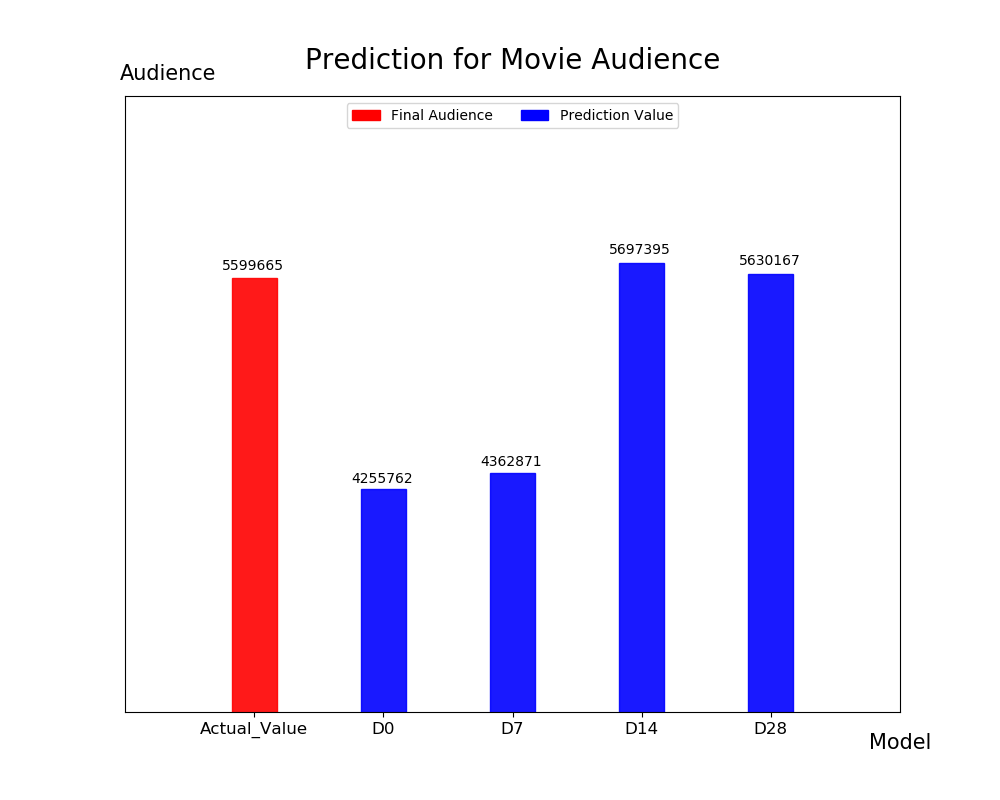 Prediction for Movie Audience
Audience
Final Audience
Prediction Value
5599665
4255762
4362871
5697395
5630167
Actual_Value
D0
D7
D14
D28
Model